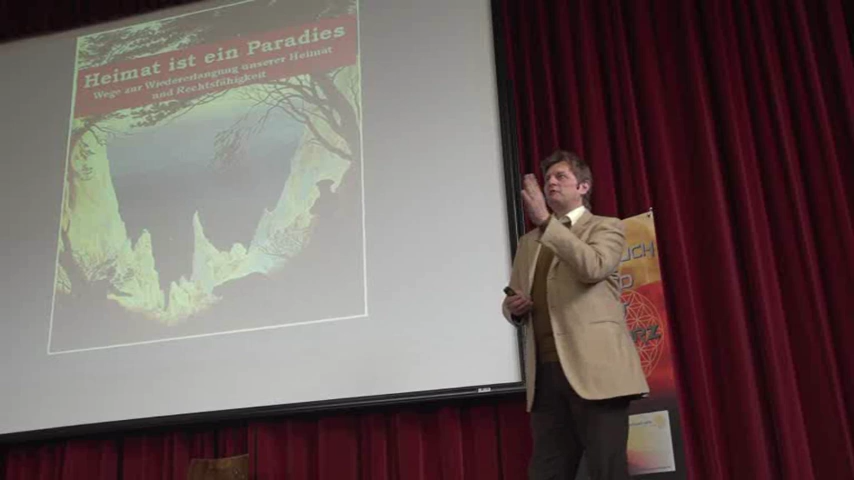 Heimat ist ein Paradies
Wege zur Wiedererlangung unserer Heimat
und Rechtsfähigkeit